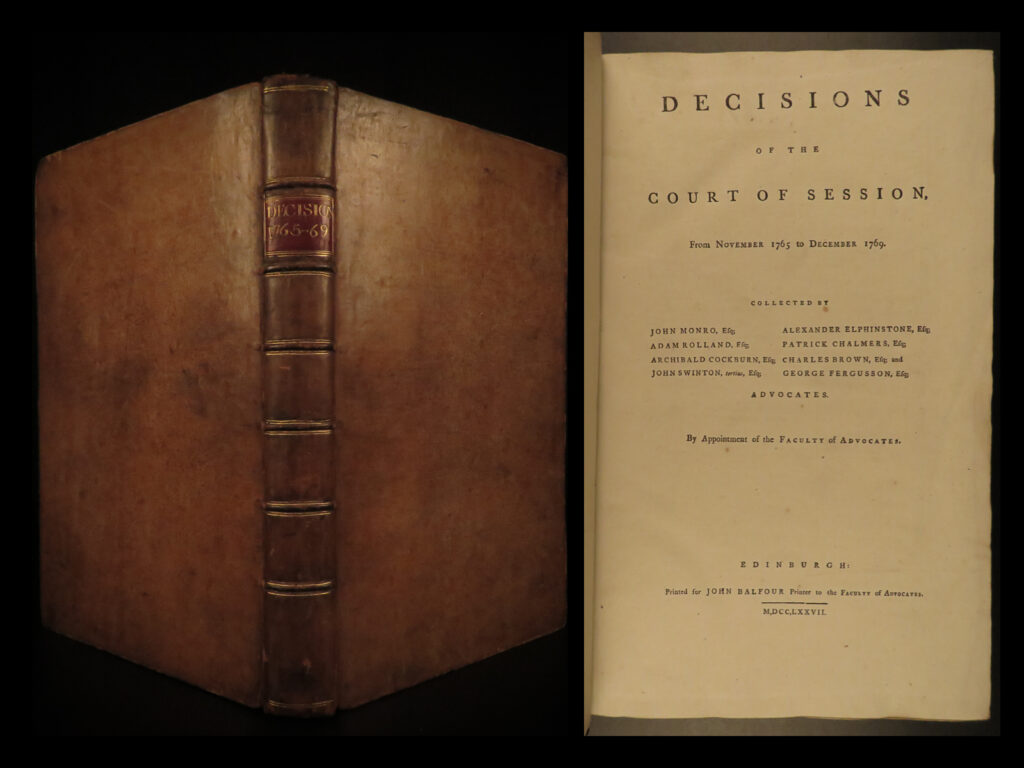 DECISION
1765-69
DECISIONS
OF THE
COURT OF SESSION,
From NOVEMBER 1765 to DECEMBER 1769.
COLLECTED BY
JOHN MONRO, Esq; ALEXANDER ELPHINSTONE, Esq;
ADAM ROLLAND, Esq; PATRICK CHALMERS, Esq;
ARCHIBALD COCKBURN, Esq; CHARLES BROWN, Esq; and
JOHN SWINTON, tertius, Esq; GEORGE FERGUSSON, Esq;
ADVOCATES.
By Appointment of the FACULTY of ADVOCATES.
EDINBURGH:
Printed for JOHN BALFOUR Printer to the FACULTY of ADVOCATES.
M,DCC,LXXVII.